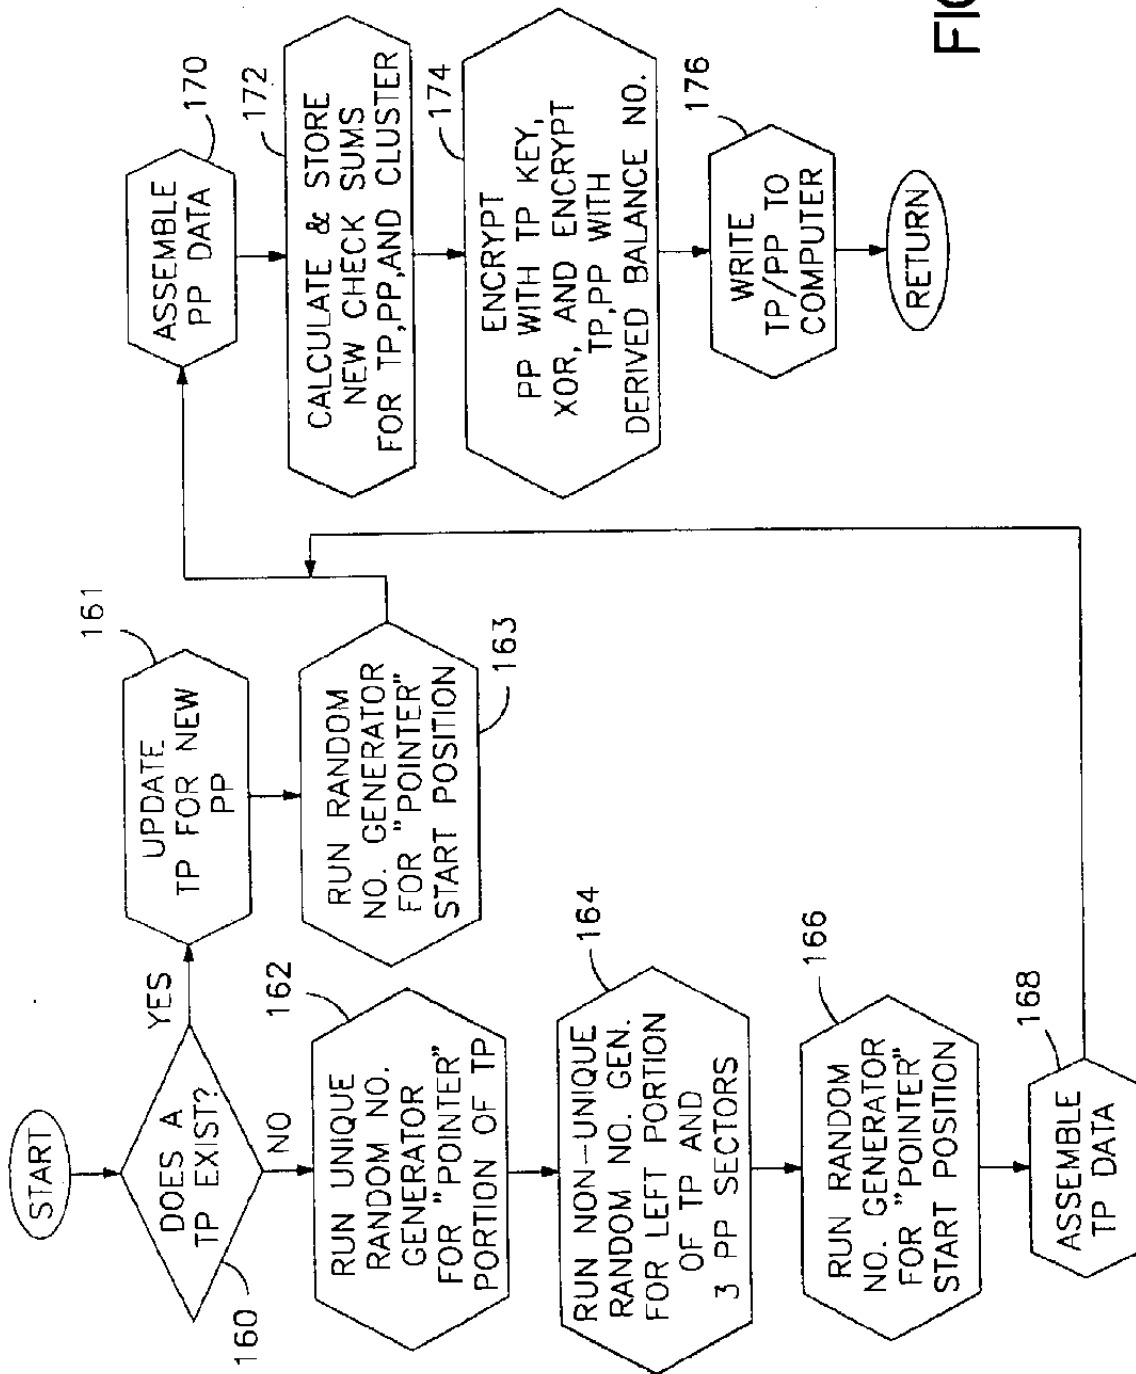 START
DOES A
TP EXIST?
160
YES
NO
UPDATE
TP FOR NEW
PP
161
RUN RANDOM
NO. GENERATOR
FOR "POINTER"
START POSITION
163
RUN UNIQUE
RANDOM NO.
GENERATOR
FOR "POINTER"
PORTION OF TP
162
RUN NON-UNIQUE
RANDOM NO. GEN.
FOR LEFT PORTION
OF TP AND
3 PP SECTORS
164
RUN RANDOM
NO. GENERATOR
FOR "POINTER"
START POSITION
166
ASSEMBLE
TP DATA
168
ASSEMBLE
PP DATA
170
CALCULATE & STORE
NEW CHECK SUMS
FOR TP,PP,AND CLUSTER
172
ENCRYPT
PP WITH TP KEY,
XOR, AND ENCRYPT
TP,PP WITH
DERIVED BALANCE NO.
174
WRITE
TP/PP TO
COMPUTER
176
RETURN